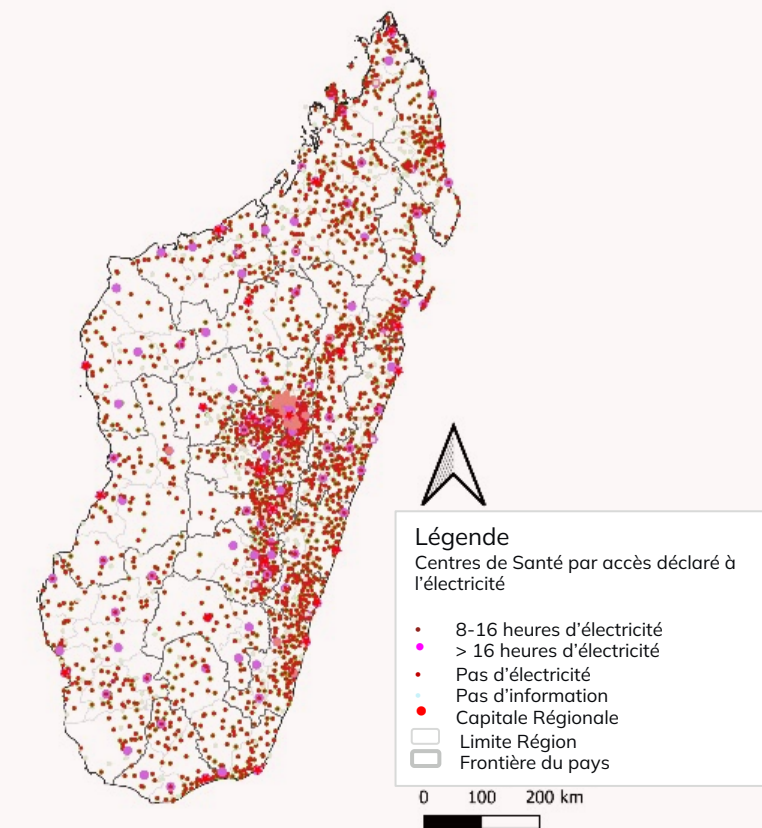 Légende
Centres de Santé par accès déclaré à
l'électricité
8-16 heures d'électricité
> 16 heures d'électricité
Pas d'électricité
Pas d'information
Capitale Régionale
Limite Région
Frontière du pays
0 100 200 km